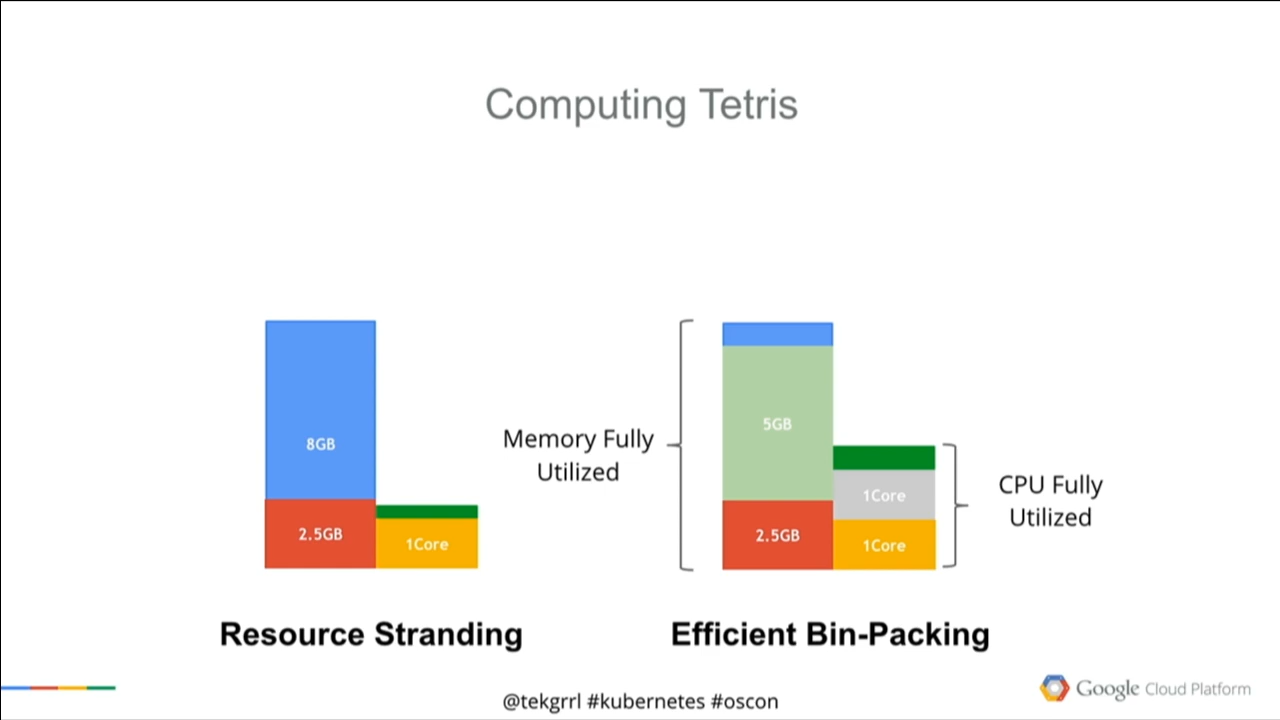 Computing Tetris
8GB
2.5GB
1Core
Memory Fully
Utilized
5GB
2.5GB
1Core
1Core
CPU Fully
Utilized
Resource Stranding
Efficient Bin-Packing
@tekgrrl #kubernetes #oscon
Google Cloud Platform